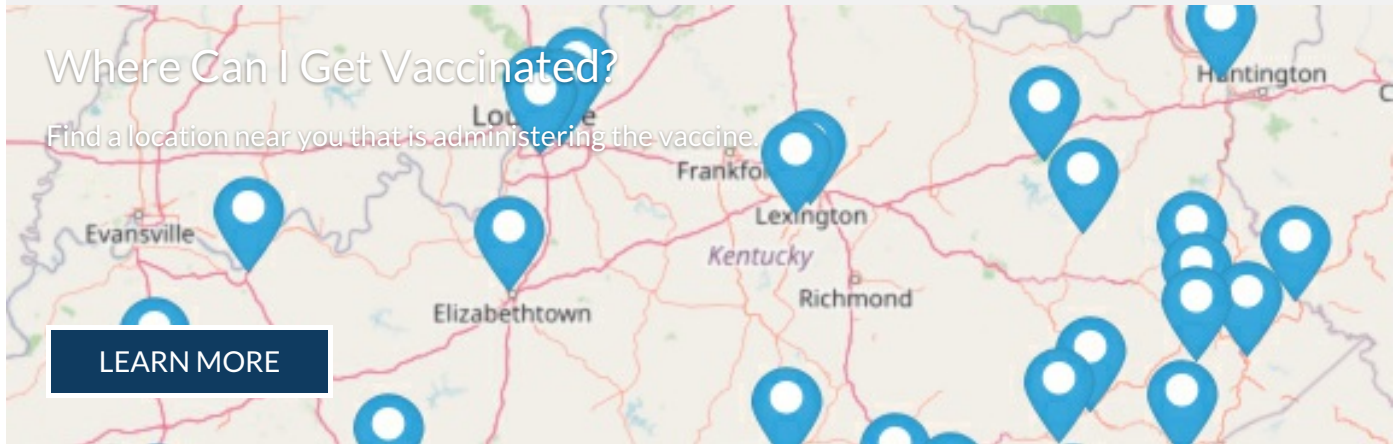 Where Can I Get Vaccinated?
Find a location near you that is administering the vaccine.
Huntington
Lexington
Evansville
Kentucky
Richmond
Elizabethtown
LEARN MORE